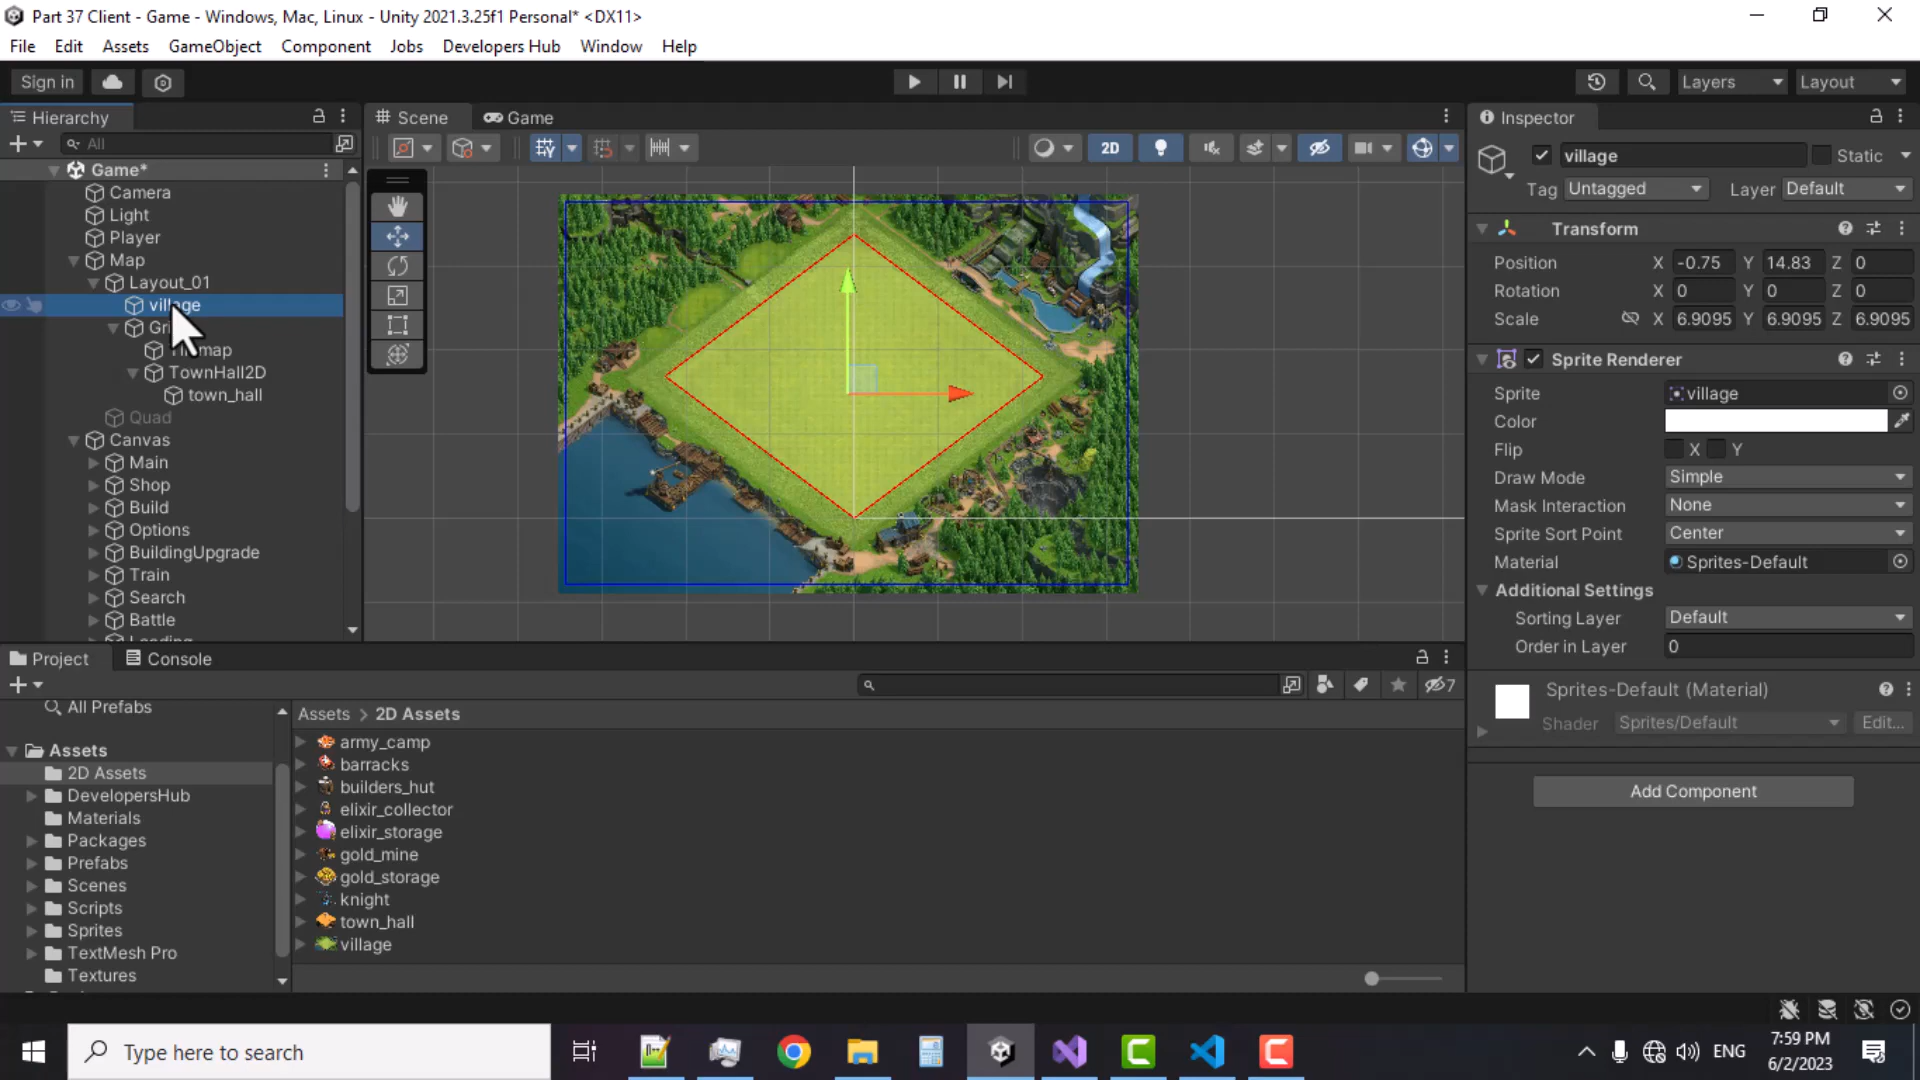 Part 37 Client - Game - Windows, Mac, Linux - Unity 2021.3.25f1 Personal* <DX11>
File Edit Assets GameObject Component Jobs Developers Hub Window Help
Sign in Layers Layout
Hierarchy
All
Game*
Camera
Light
Player
Map
Layout_01
village
TownHall2D
town_hall
Quad
Canvas
Main
Shop
Build
Options
BuildingUpgrade
Train
Search
Battle
Scene Game
2D
Inspector
village Static
Tag Untagged Layer Default
Transform
Position X -0.75 Y 14.83 Z 0
Rotation X 0 Y 0 Z 0
Scale X 6.9095 Y 6.9095 Z 6.9095
Sprite Renderer
Sprite village
Color
Flip X Y
Draw Mode Simple
Mask Interaction None
Sprite Sort Point Center
Material Sprites-Default
Additional Settings
Sorting Layer Default
Order in Layer 0
Sprites-Default (Material)
Shader Sprites/Default Edit...
Add Component
Project Console
7
All Prefabs
Assets
2D Assets
DevelopersHub
Materials
Packages
Prefabs
Scenes
Scripts
Sprites
TextMesh Pro
Textures
Assets > 2D Assets
army_camp
barracks
builders_hut
elixir_collector
elixir_storage
gold_mine
gold_storage
knight
town_hall
village
Type here to search
ENG
7:59 PM
6/2/2023